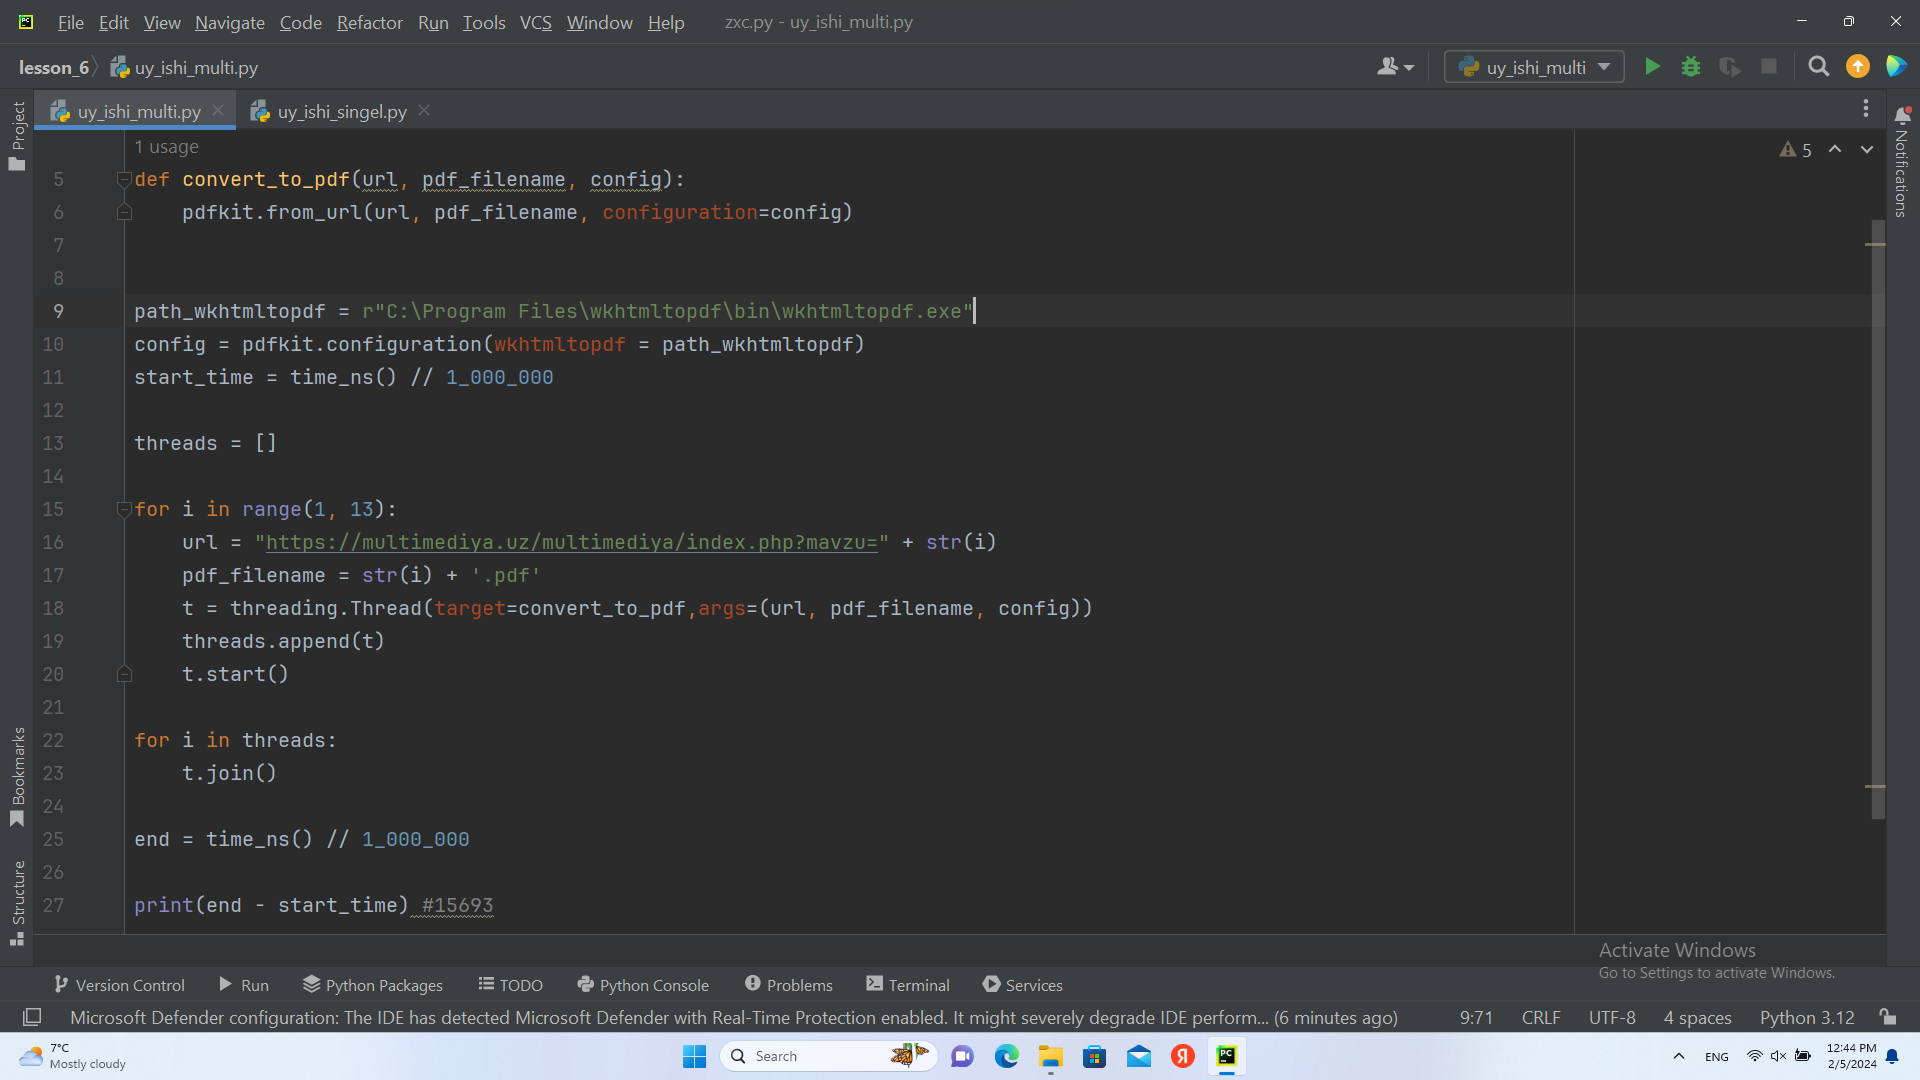 File Edit View Navigate Code Refactor Run Tools VCS Window Help zxc.py - uy_ishi_multi.py
lesson_6 uy_ishi_multi.py uy_ishi_multi
uy_ishi_multi.py uy_ishi_singel.py
Project
Notifications
1 usage
5
5 def convert_to_pdf(url, pdf_filename, config):
6 pdfkit.from_url(url, pdf_filename, configuration=config)
7
8
9 path_wkhtmltopdf = r"C:\Program Files\wkhtmltopdf\bin\wkhtmltopdf.exe"
10 config = pdfkit.configuration(wkhtmltopdf = path_wkhtmltopdf)
11 start_time = time_ns() // 1_000_000
12
13 threads = []
14
15 for i in range(1, 13):
16 url = "https://multimediya.uz/multimediya/index.php?mavzu=" + str(i)
17 pdf_filename = str(i) + '.pdf'
18 t = threading.Thread(target=convert_to_pdf,args=(url, pdf_filename, config))
19 threads.append(t)
20 t.start()
21
22 for i in threads:
23 t.join()
24
25 end = time_ns() // 1_000_000
26
27 print(end - start_time) #15693
Bookmarks
Structure
Activate Windows
Go to Settings to activate Windows.
Version Control Run Python Packages TODO Python Console Problems Terminal Services
Microsoft Defender configuration: The IDE has detected Microsoft Defender with Real-Time Protection enabled. It might severely degrade IDE perform... (6 minutes ago) 9:71 CRLF UTF-8 4 spaces Python 3.12
7°C
Mostly cloudy
Search
ENG
12:44 PM
2/5/2024